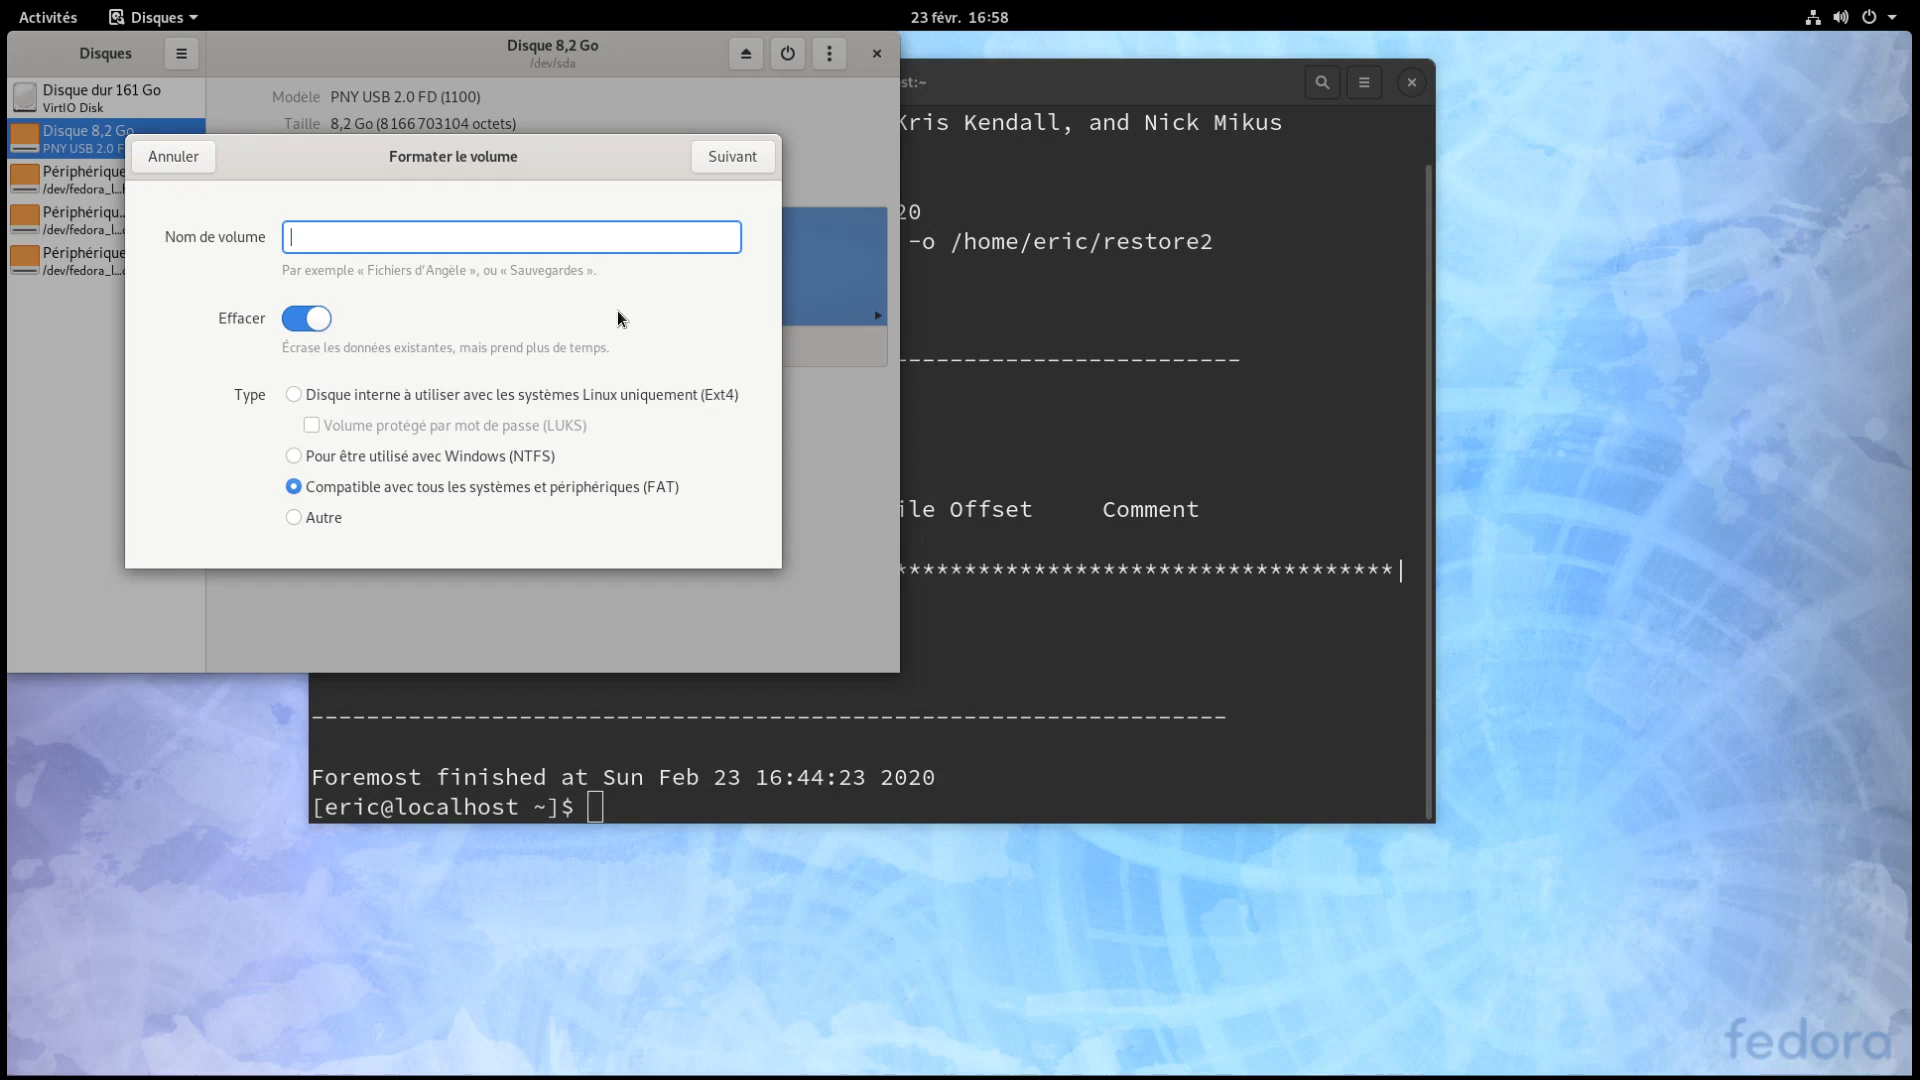 Activités
Disques
23 févr. 16:58
Disques
Disque 8,2 Go
/dev/sda
Disque dur 161 Go
VirtIO Disk
Disque 8,2 Go
PNY USB 2.0 F
Périphérique
/dev/fedora_l...
Périphériqu...
/dev/fedora_l...
Périphérique
/dev/fedora_l...
Modèle PNY USB 2.0 FD (1100)
Taille 8,2 Go (8 166 703 104 octets)
Annuler
Formater le volume
Suivant
Nom de volume
Par exemple « Fichiers d'Angèle », ou « Sauvegardes ».
Effacer
Écrase les données existantes, mais prend plus de temps.
Type
Disque interne à utiliser avec les systèmes Linux uniquement (Ext4)
Volume protégé par mot de passe (LUKS)
Pour être utilisé avec Windows (NTFS)
Compatible avec tous les systèmes et périphériques (FAT)
Autre
st:~
Kris Kendall, and Nick Mikus
20
-o /home/eric/restore2
-------------------------
ile Offset Comment
************************************|
------------------------------------------------------------------
Foremost finished at Sun Feb 23 16:44:23 2020
[eric@localhost ~]$
fedora